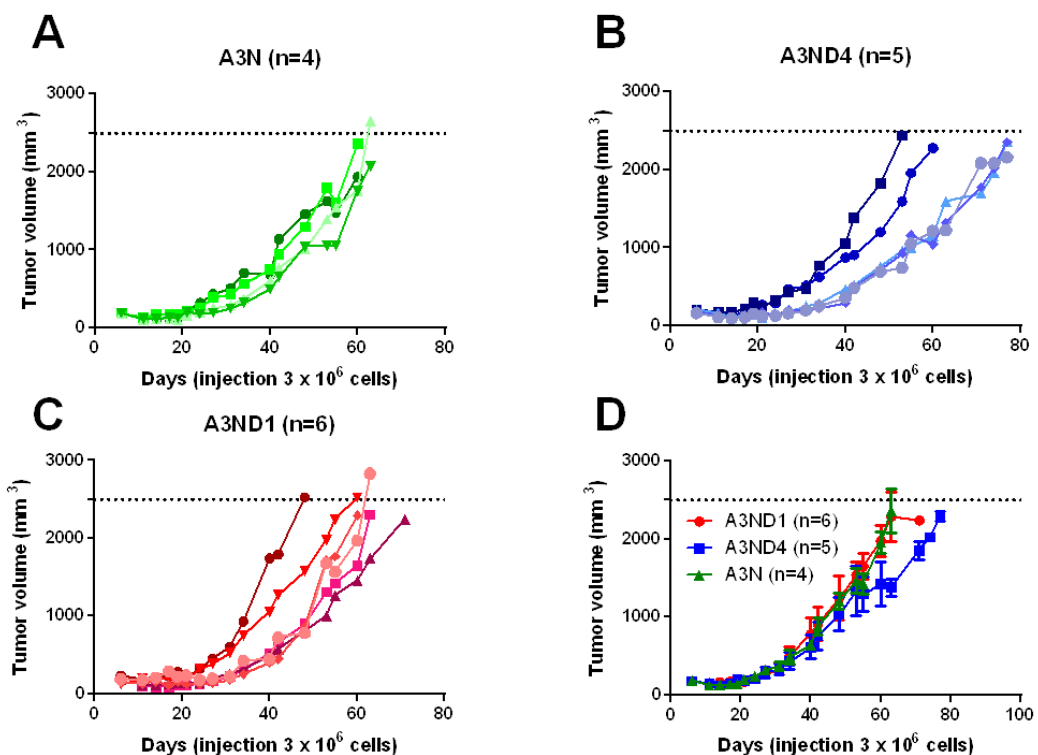 A
A3N (n=4)
Tumor volume (mm³)
3000
2000
1000
0
0 20 40 60 80
Days (injection 3 x 10⁶ cells)
B
A3ND4 (n=5)
Tumor volume (mm³)
3000
2000
1000
0
0 20 40 60 80
Days (injection 3 x 10⁶ cells)
C
A3ND1 (n=6)
Tumor volume (mm³)
3000
2000
1000
0
0 20 40 60 80
Days (injection 3 x 10⁶ cells)
D
Tumor volume (mm³)
3000
2000
1000
0
A3ND1 (n=6)
A3ND4 (n=5)
A3N (n=4)
0 20 40 60 80 100
Days (injection 3 x 10⁶ cells)